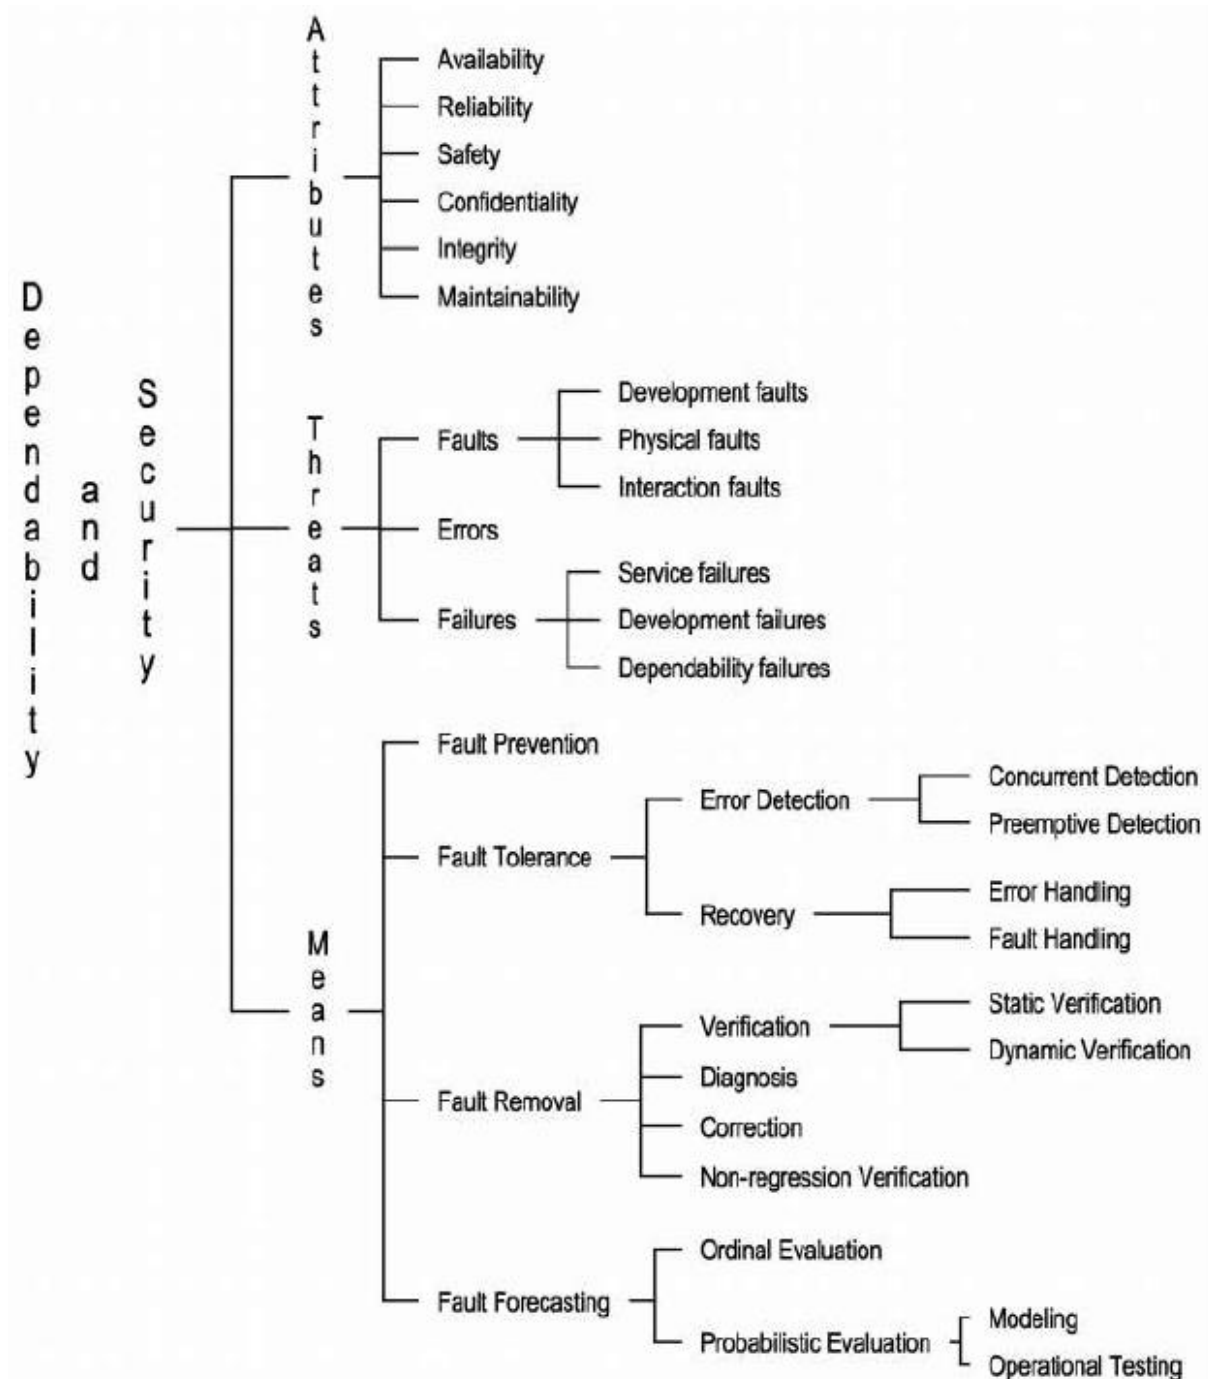 Dependability
and
Security
Attributes
Availability
Reliability
Safety
Confidentiality
Integrity
Maintainability
Threats
Faults
Development faults
Physical faults
Interaction faults
Errors
Failures
Service failures
Development failures
Dependability failures
Means
Fault Prevention
Fault Tolerance
Error Detection
Concurrent Detection
Preemptive Detection
Recovery
Error Handling
Fault Handling
Fault Removal
Verification
Static Verification
Dynamic Verification
Diagnosis
Correction
Non-regression Verification
Fault Forecasting
Ordinal Evaluation
Probabilistic Evaluation
Modeling
Operational Testing